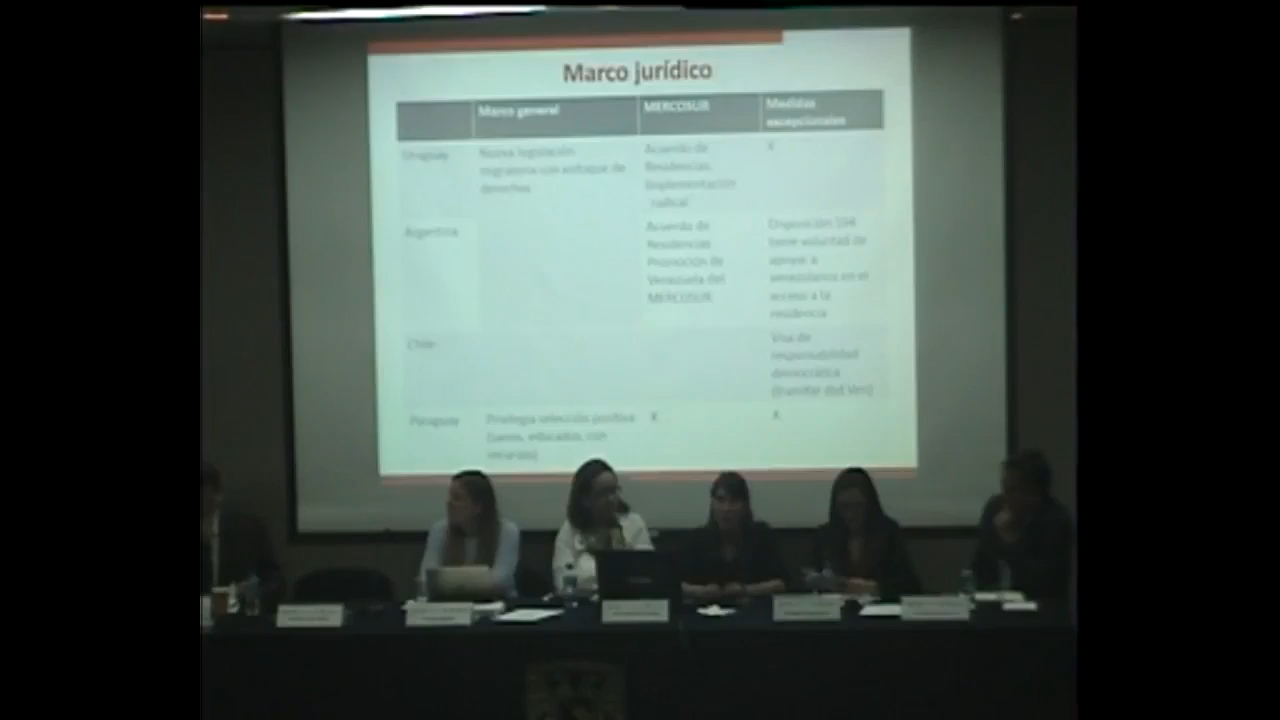 Marco jurídico
Marco general
MERCOSUR
Medidas
excepcionales
Uruguay
Nueva legislación
migratoria con enfoque de
derechos
Acuerdo de
Residencias.
Implementación
radical
X
Argentina
Acuerdo de
Residencias
Promoción de
Venezuela del
MERCOSUR
Disposición
tiene voluntad de
a
venezolanos en el
acceso a la
residencia
Chile
Visa de
responsabilidad
democrática
(tramitar dsd Ven)
Paraguay
Privilegia selección positiva
(sanos, educados, con
recursos)
X
X